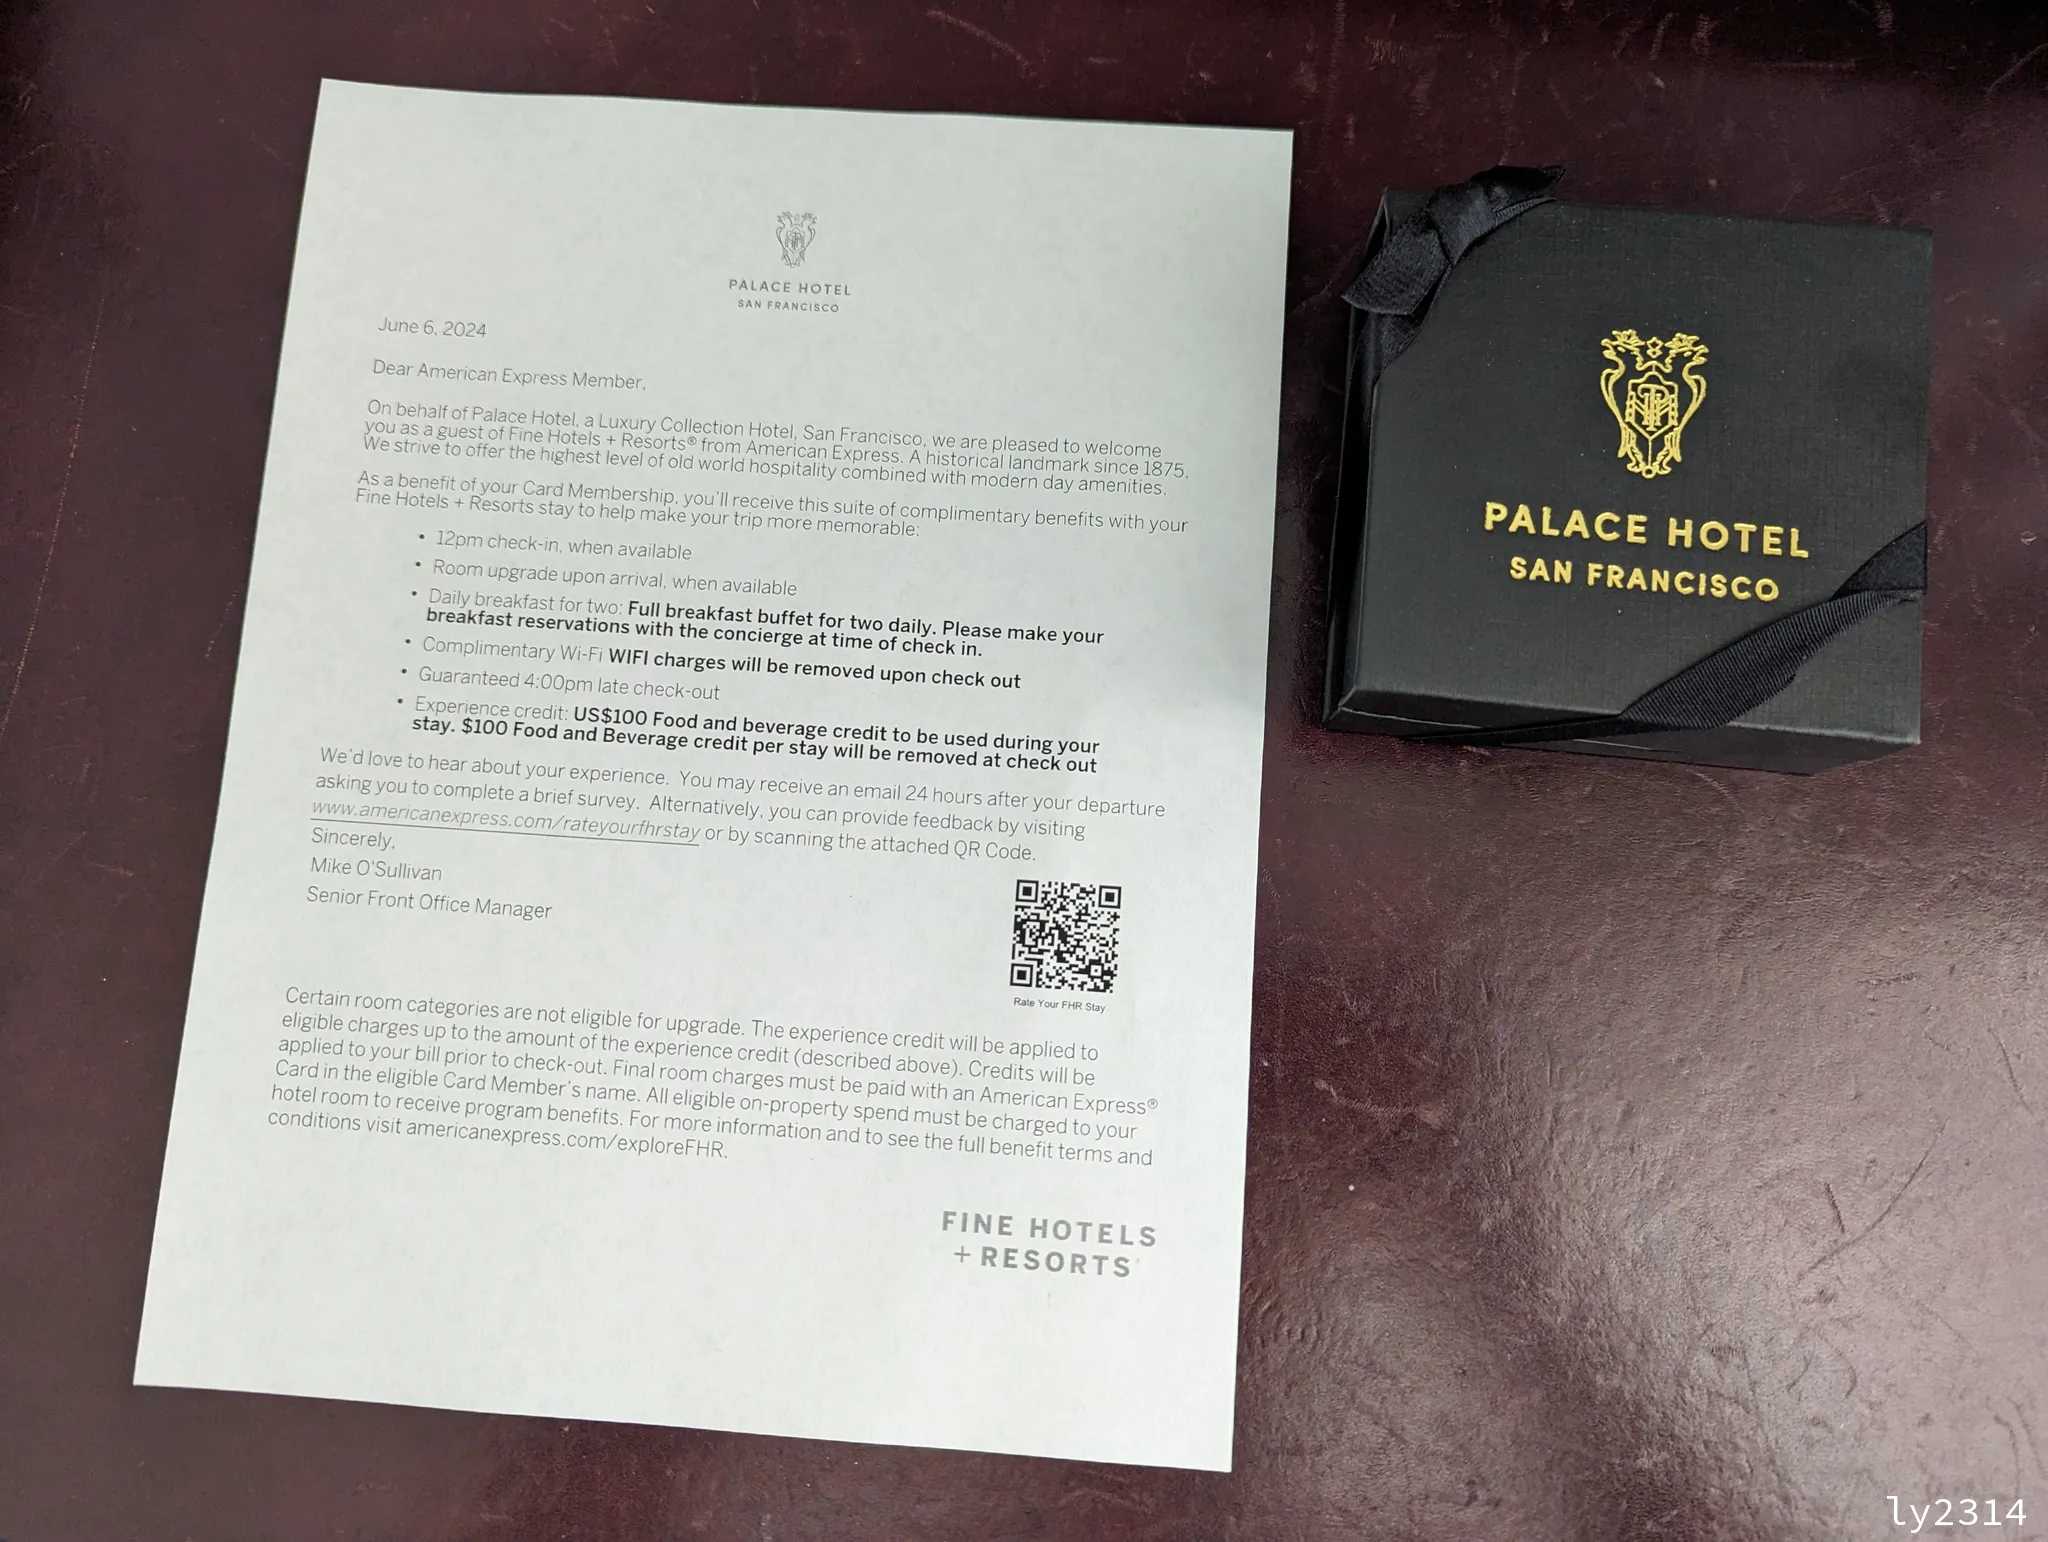 PALACE HOTEL
SAN FRANCISCO
June 6, 2024
Dear American Express Member,
On behalf of Palace Hotel, a Luxury Collection Hotel, San Francisco, we are pleased to welcome
you as a guest of Fine Hotels + Resorts® from American Express. A historical landmark since 1875.
We strive to offer the highest level of old world hospitality combined with modern day amenities.
As a benefit of your Card Membership, you'll receive this suite of complimentary benefits with your
Fine Hotels + Resorts stay to help make your trip more memorable:
• 12pm check-in, when available
• Room upgrade upon arrival, when available
• Daily breakfast for two: Full breakfast buffet for two daily. Please make your
breakfast reservations with the concierge at time of check in.
• Complimentary Wi-Fi WIFI charges will be removed upon check out
• Guaranteed 4:00pm late check-out
• Experience credit: US$100 Food and beverage credit to be used during your
stay. $100 Food and Beverage credit per stay will be removed at check out
We'd love to hear about your experience. You may receive an email 24 hours after your departure
asking you to complete a brief survey. Alternatively, you can provide feedback by visiting
www.americanexpress.com/rateyourfhrstay or by scanning the attached QR Code.
Sincerely,
Mike O'Sullivan
Senior Front Office Manager
Rate Your FHR Stay
Certain room categories are not eligible for upgrade. The experience credit will be applied to
eligible charges up to the amount of the experience credit (described above). Credits will be
applied to your bill prior to check-out. Final room charges must be paid with an American Express®
Card in the eligible Card Member's name. All eligible on-property spend must be charged to your
hotel room to receive program benefits. For more information and to see the full benefit terms and
conditions visit americanexpress.com/exploreFHR.
FINE HOTELS
+ RESORTS
PALACE HOTEL
SAN FRANCISCO
ly2314